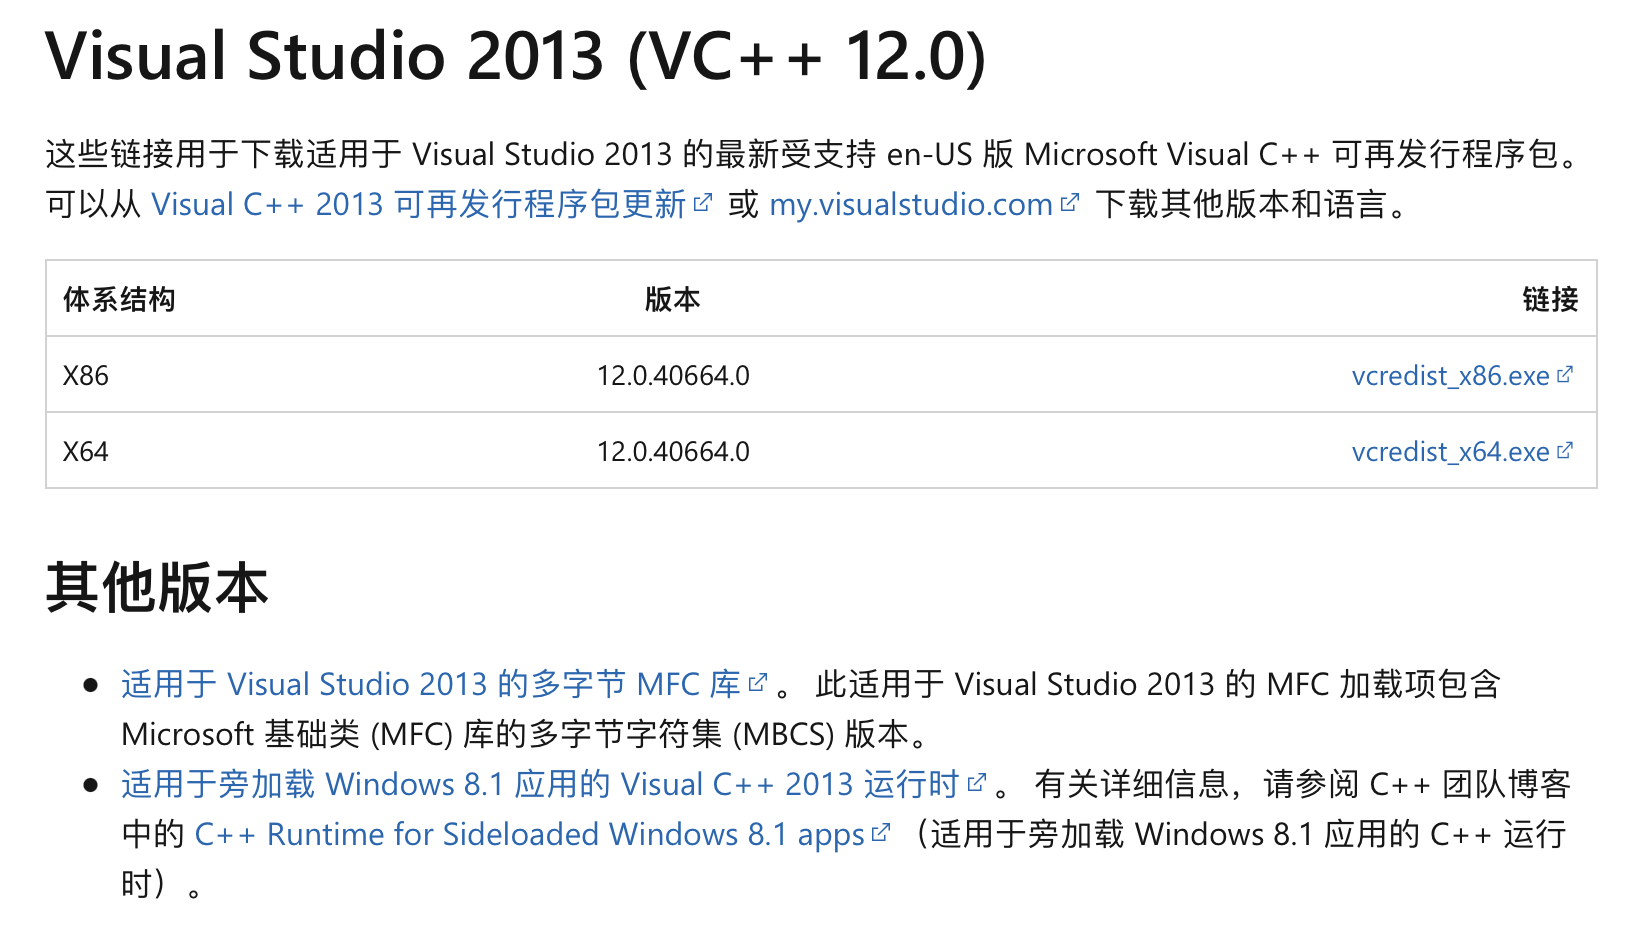 Visual Studio 2013 (VC++ 12.0)
这些链接用于下载适用于 Visual Studio 2013 的最新受支持 en-US 版 Microsoft Visual C++ 可再发行程序包。
可以从 Visual C++ 2013 可再发行程序包更新 或 my.visualstudio.com 下载其他版本和语言。
体系结构 版本 链接
X86 12.0.40664.0 vcredist_x86.exe
X64 12.0.40664.0 vcredist_x64.exe
其他版本
• 适用于 Visual Studio 2013 的多字节 MFC 库 。 此适用于 Visual Studio 2013 的 MFC 加载项包含
Microsoft 基础类 (MFC) 库的多字节字符集 (MBCS) 版本。
• 适用于旁加载 Windows 8.1 应用的 Visual C++ 2013 运行时 。 有关详细信息，请参阅 C++ 团队博客
中的 C++ Runtime for Sideloaded Windows 8.1 apps （适用于旁加载 Windows 8.1 应用的 C++ 运行
时）。